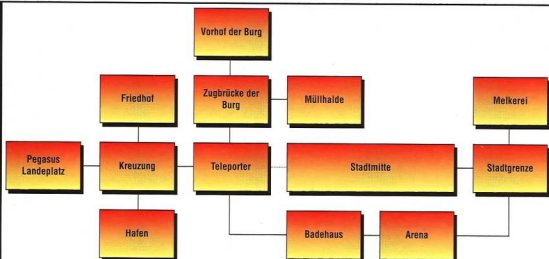 Vorhof der Burg
Friedhof
Zugbrücke der
Burg
Müllhalde
Melkerei
Pegasus
Landeplatz
Kreuzung
Teleporter
Stadtmitte
Stadtgrenze
Hafen
Badehaus
Arena